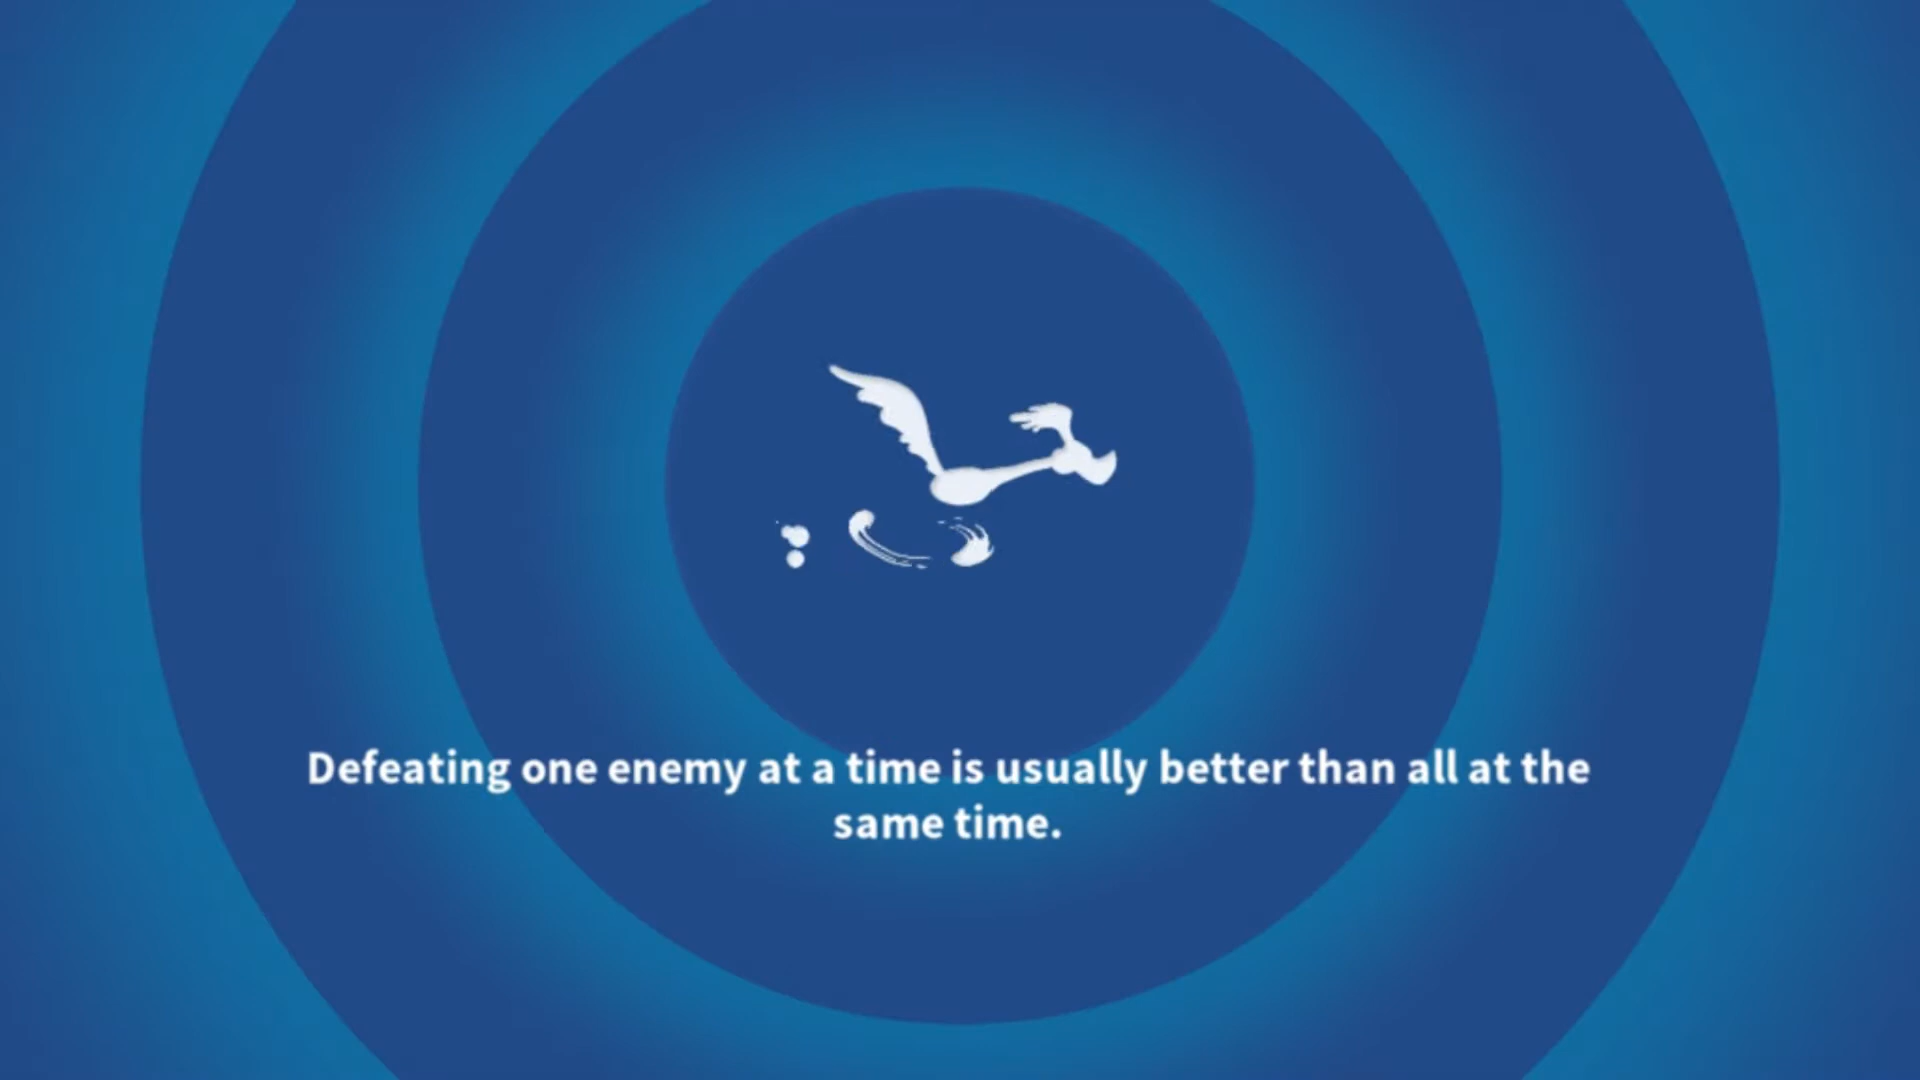 Defeating one enemy at a time is usually better than all at the
same time.